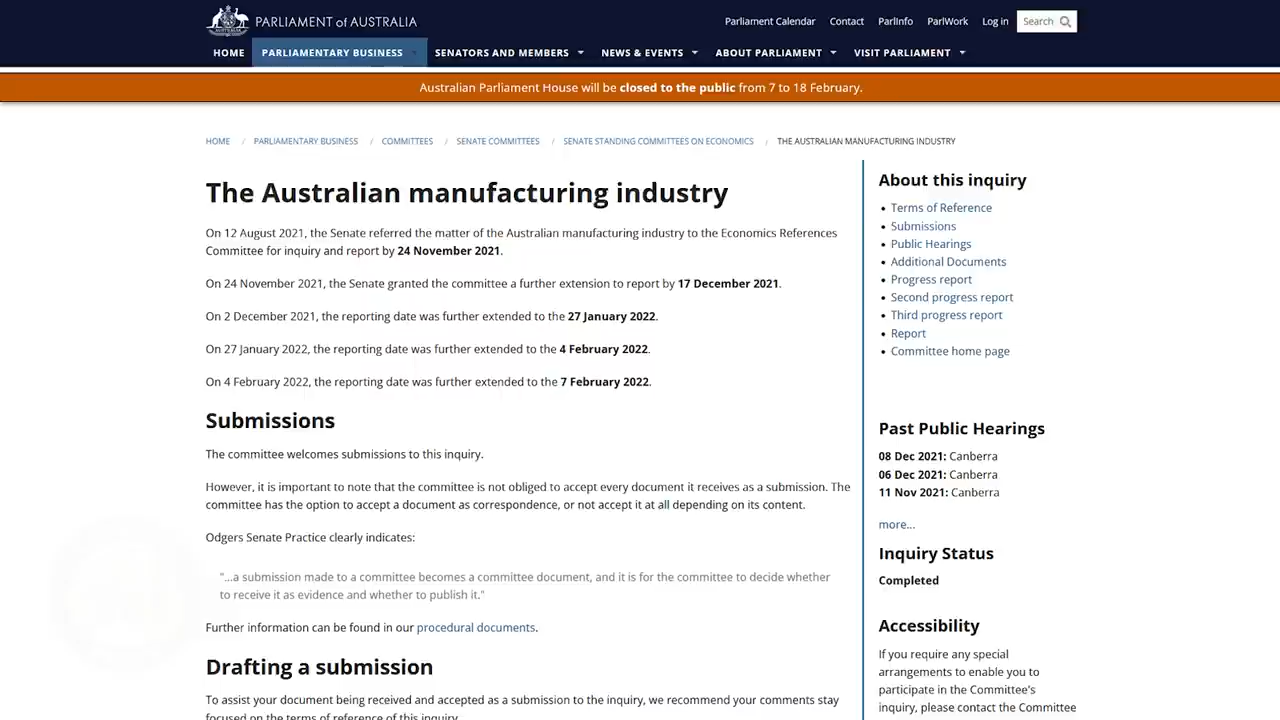 PARLIAMENT of AUSTRALIA
Parliament Calendar Contact ParlInfo ParlWork Log in Search
HOME PARLIAMENTARY BUSINESS SENATORS AND MEMBERS NEWS & EVENTS ABOUT PARLIAMENT VISIT PARLIAMENT
Australian Parliament House will be closed to the public from 7 to 18 February.
HOME / PARLIAMENTARY BUSINESS / COMMITTEES / SENATE COMMITTEES / SENATE STANDING COMMITTEES ON ECONOMICS / THE AUSTRALIAN MANUFACTURING INDUSTRY
The Australian manufacturing industry
On 12 August 2021, the Senate referred the matter of the Australian manufacturing industry to the Economics References
Committee for inquiry and report by 24 November 2021.
On 24 November 2021, the Senate granted the committee a further extension to report by 17 December 2021.
On 2 December 2021, the reporting date was further extended to the 27 January 2022.
On 27 January 2022, the reporting date was further extended to the 4 February 2022.
On 4 February 2022, the reporting date was further extended to the 7 February 2022.
Submissions
The committee welcomes submissions to this inquiry.
However, it is important to note that the committee is not obliged to accept every document it receives as a submission. The
committee has the option to accept a document as correspondence, or not accept it at all depending on its content.
Odgers Senate Practice clearly indicates:
"...a submission made to a committee becomes a committee document, and it is for the committee to decide whether
to receive it as evidence and whether to publish it."
Further information can be found in our procedural documents.
Drafting a submission
To assist your document being received and accepted as a submission to the inquiry, we recommend your comments stay
focused on the terms of reference of this inquiry.
About this inquiry
• Terms of Reference
• Submissions
• Public Hearings
• Additional Documents
• Progress report
• Second progress report
• Third progress report
• Report
• Committee home page
Past Public Hearings
08 Dec 2021: Canberra
06 Dec 2021: Canberra
11 Nov 2021: Canberra
more...
Inquiry Status
Completed
Accessibility
If you require any special
arrangements to enable you to
participate in the Committee's
inquiry, please contact the Committee